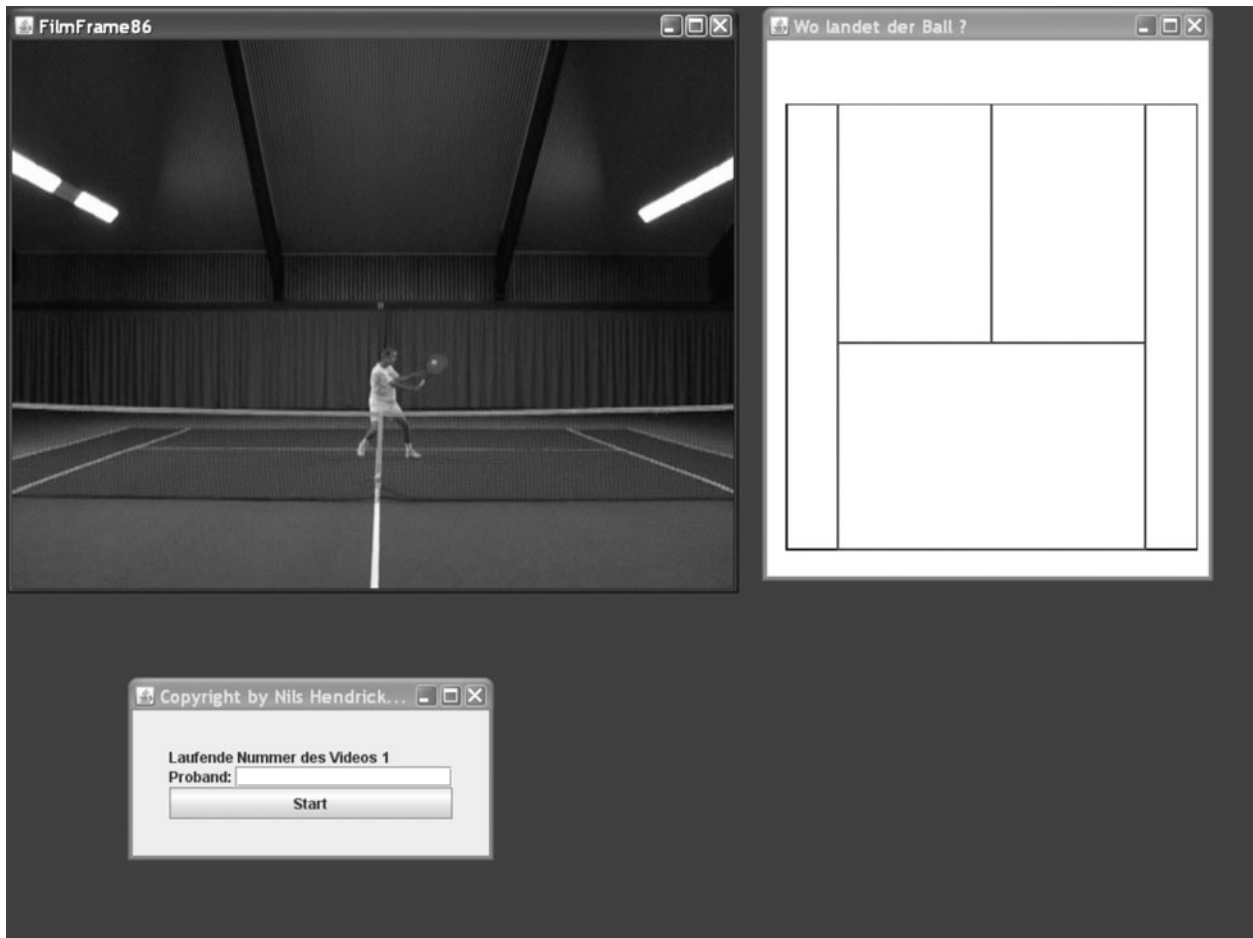 FilmFrame86
Wo landet der Ball ?
Copyright by Nils Hendrick...
Laufende Nummer des Videos 1
Proband:
Start